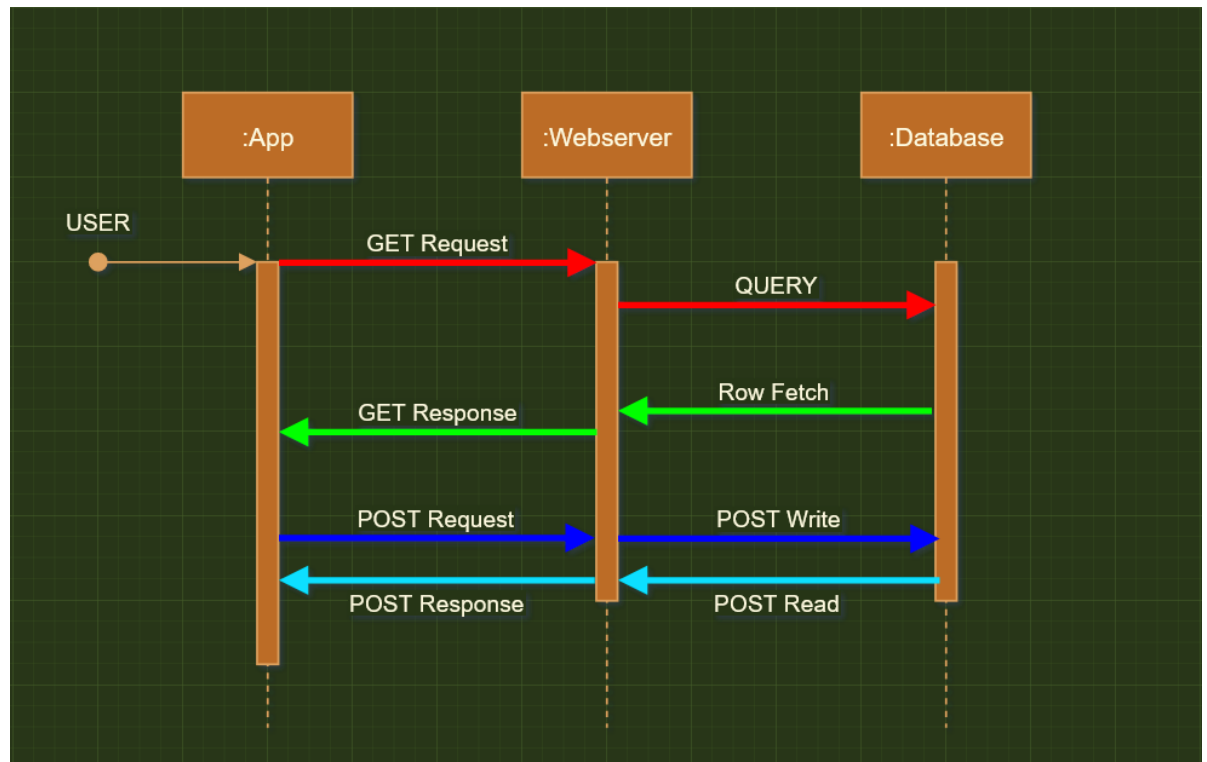 :App
:Webserver
:Database
USER
GET Request
QUERY
Row Fetch
GET Response
POST Request
POST Write
POST Response
POST Read